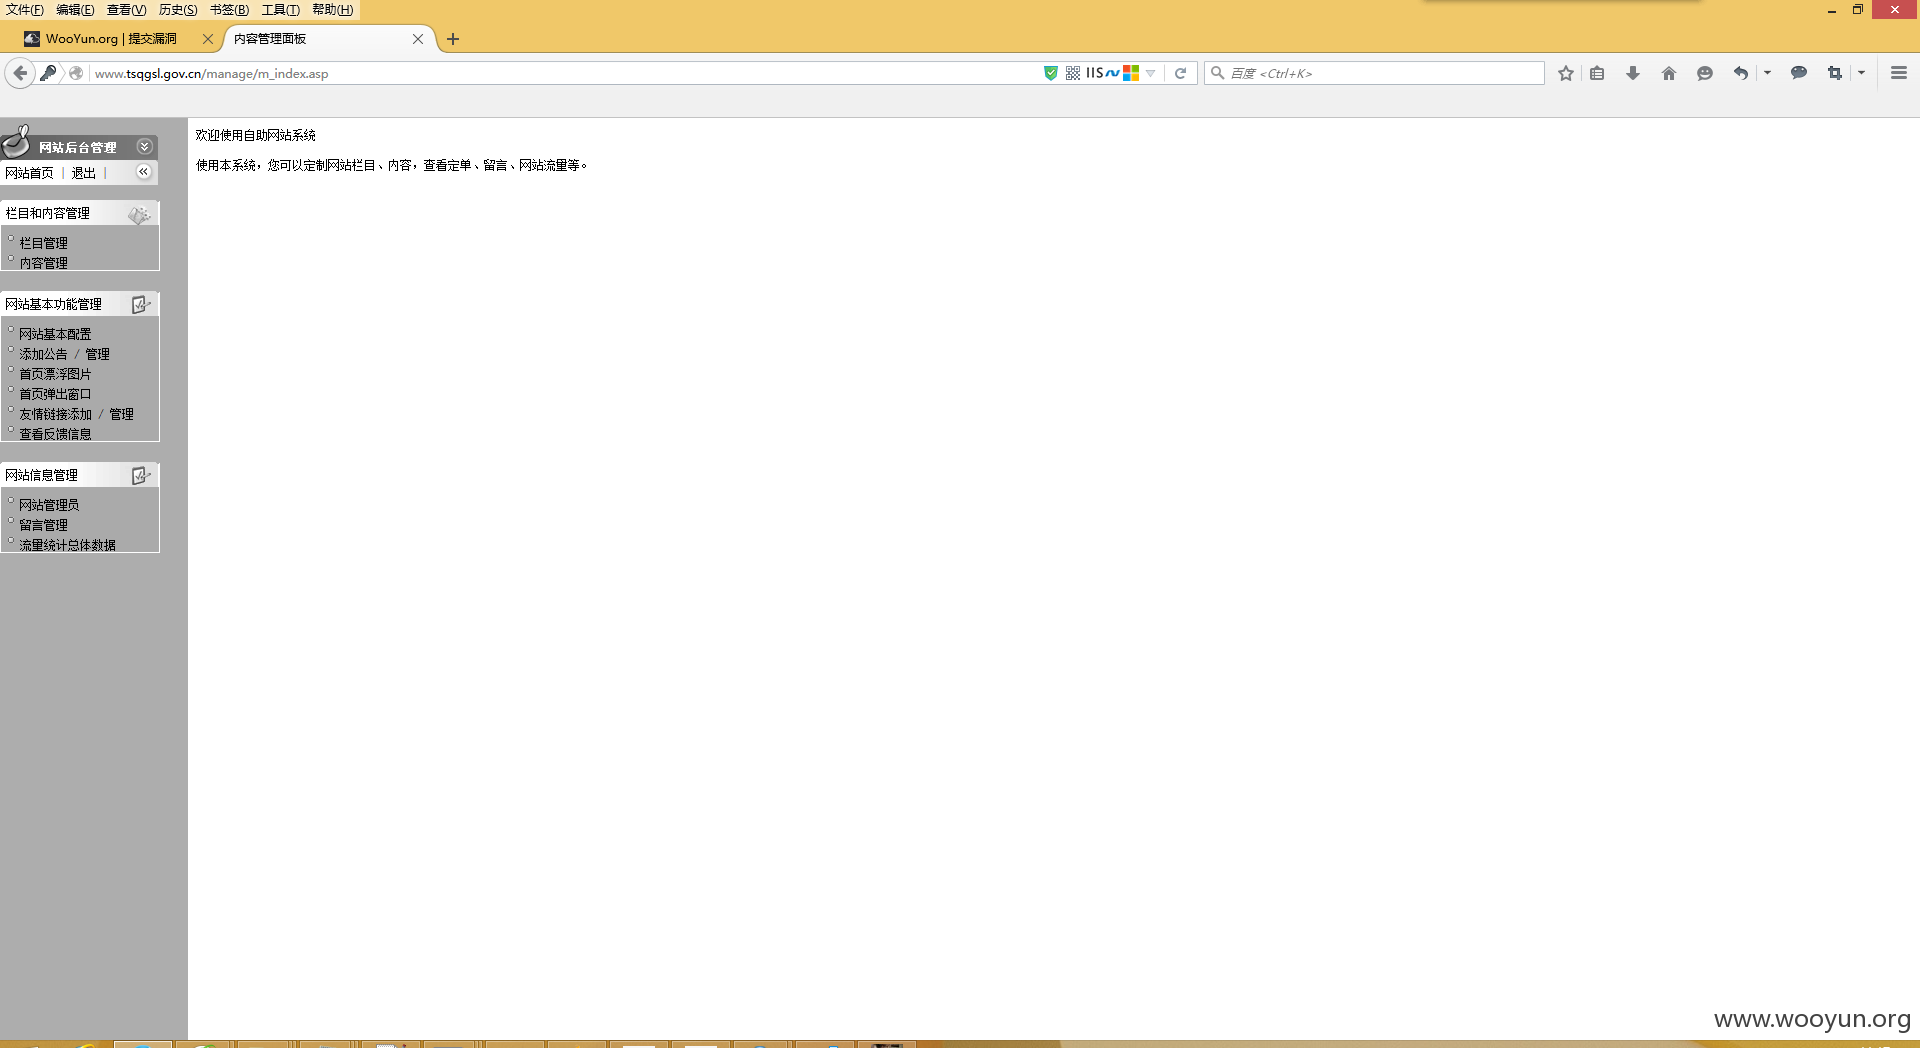 文件(F) 编辑(E) 查看(V) 历史(S) 书签(B) 工具(T) 帮助(H)
WooYun.org | 提交漏洞
内容管理面板
www.tsqgsl.gov.cn/manage/m_index.asp
IIS
百度 <Ctrl+K>
网站后台管理
网站首页 | 退出 |
栏目和内容管理
栏目管理
内容管理
网站基本功能管理
网站基本配置
添加公告 / 管理
首页漂浮图片
首页弹出窗口
友情链接添加 / 管理
查看反馈信息
网站信息管理
网站管理员
留言管理
流量统计总体数据
欢迎使用自助网站系统
使用本系统，您可以定制网站栏目、内容，查看定单、留言、网站流量等。
www.wooyun.org